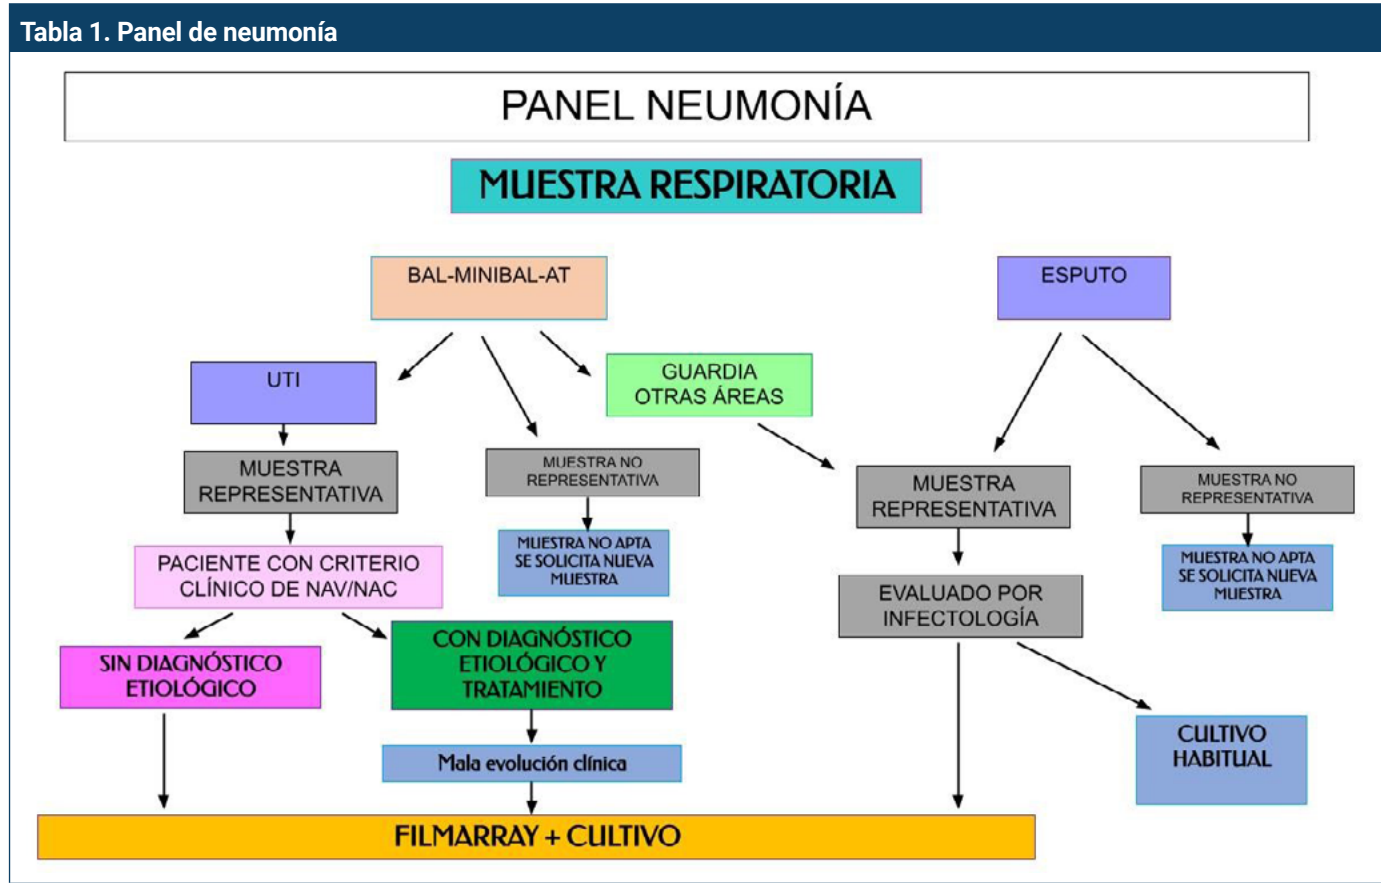 Tabla 1. Panel de neumonía
PANEL NEUMONÍA
MUESTRA RESPIRATORIA
BAL-MINIBAL-AT
ESPUTO
UTI
GUARDIA
OTRAS ÁREAS
MUESTRA
REPRESENTATIVA
MUESTRA NO
REPRESENTATIVA
MUESTRA
REPRESENTATIVA
MUESTRA NO
REPRESENTATIVA
MUESTRA NO APTA
SE SOLICITA NUEVA
MUESTRA
MUESTRA NO APTA
SE SOLICITA NUEVA
MUESTRA
PACIENTE CON CRITERIO
CLÍNICO DE NAV/NAC
EVALUADO POR
INFECTOLOGÍA
SIN DIAGNÓSTICO
ETIOLÓGICO
CON DIAGNÓSTICO
ETIOLÓGICO Y
TRATAMIENTO
CULTIVO
HABITUAL
Mala evolución clínica
FILMARRAY + CULTIVO